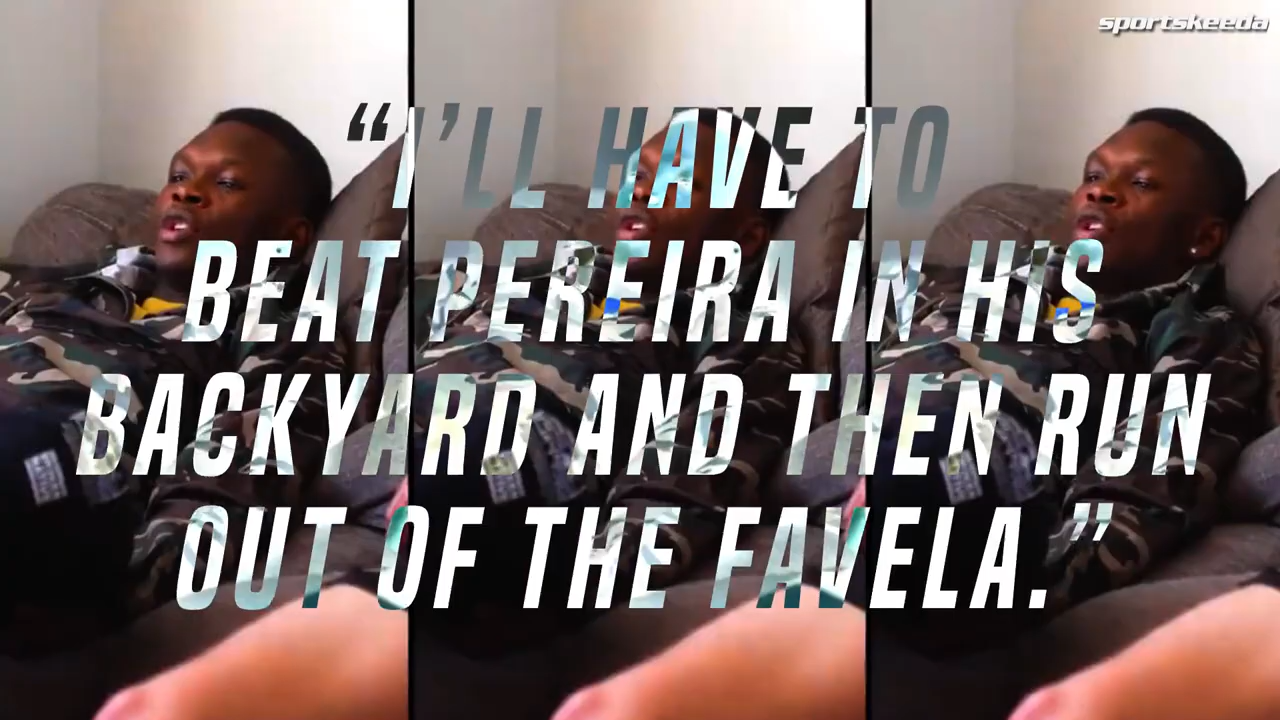 sportskeeda
“I’LL HAVE TO
BEAT PEREIRA IN HIS
BACKYARD AND THEN RUN
OUT OF THE FAVELA.”